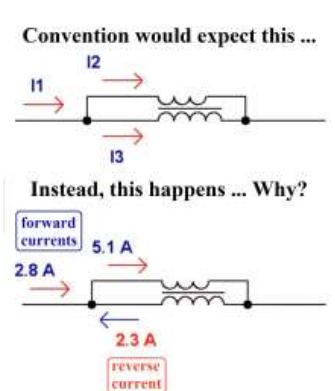 Convention would expect this ...
I2
I1
I3
Instead, this happens ... Why?
forward
currents
5.1 A
2.8 A
2.3 A
reverse
current